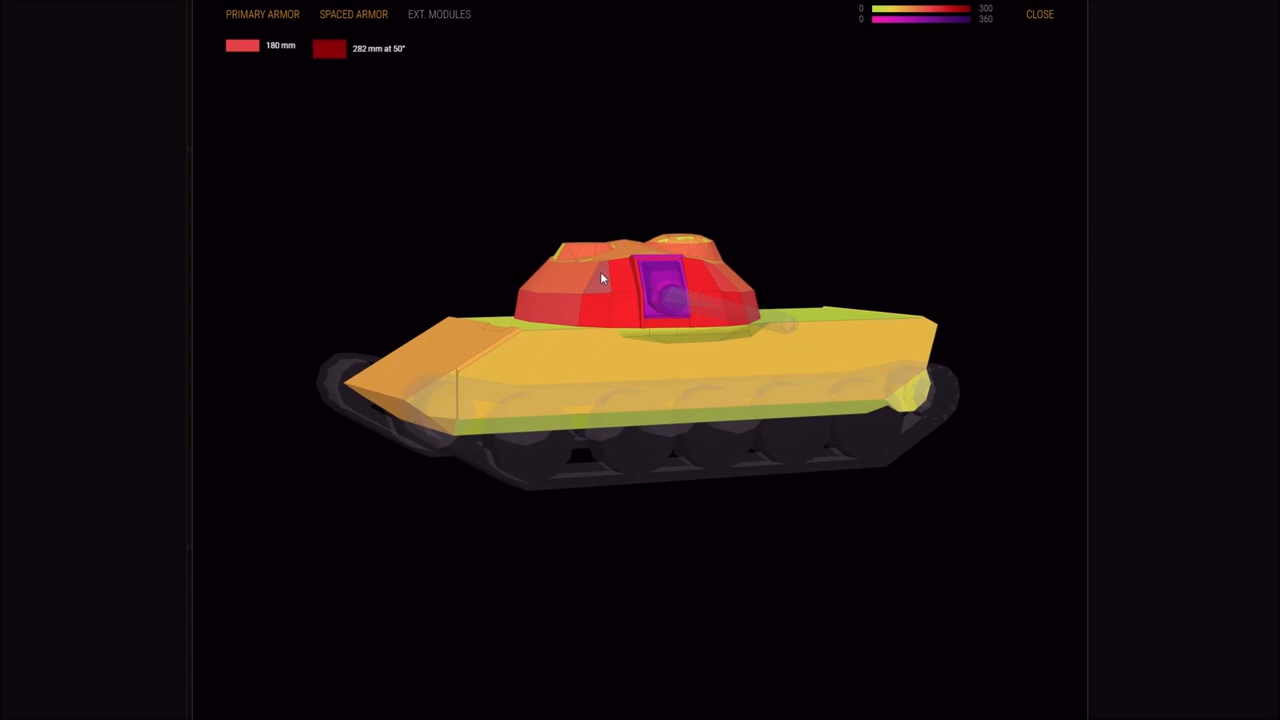 PRIMARY ARMOR SPACED ARMOR EXT. MODULES 0 300 CLOSE
0 360
180 mm 282 mm at 50°